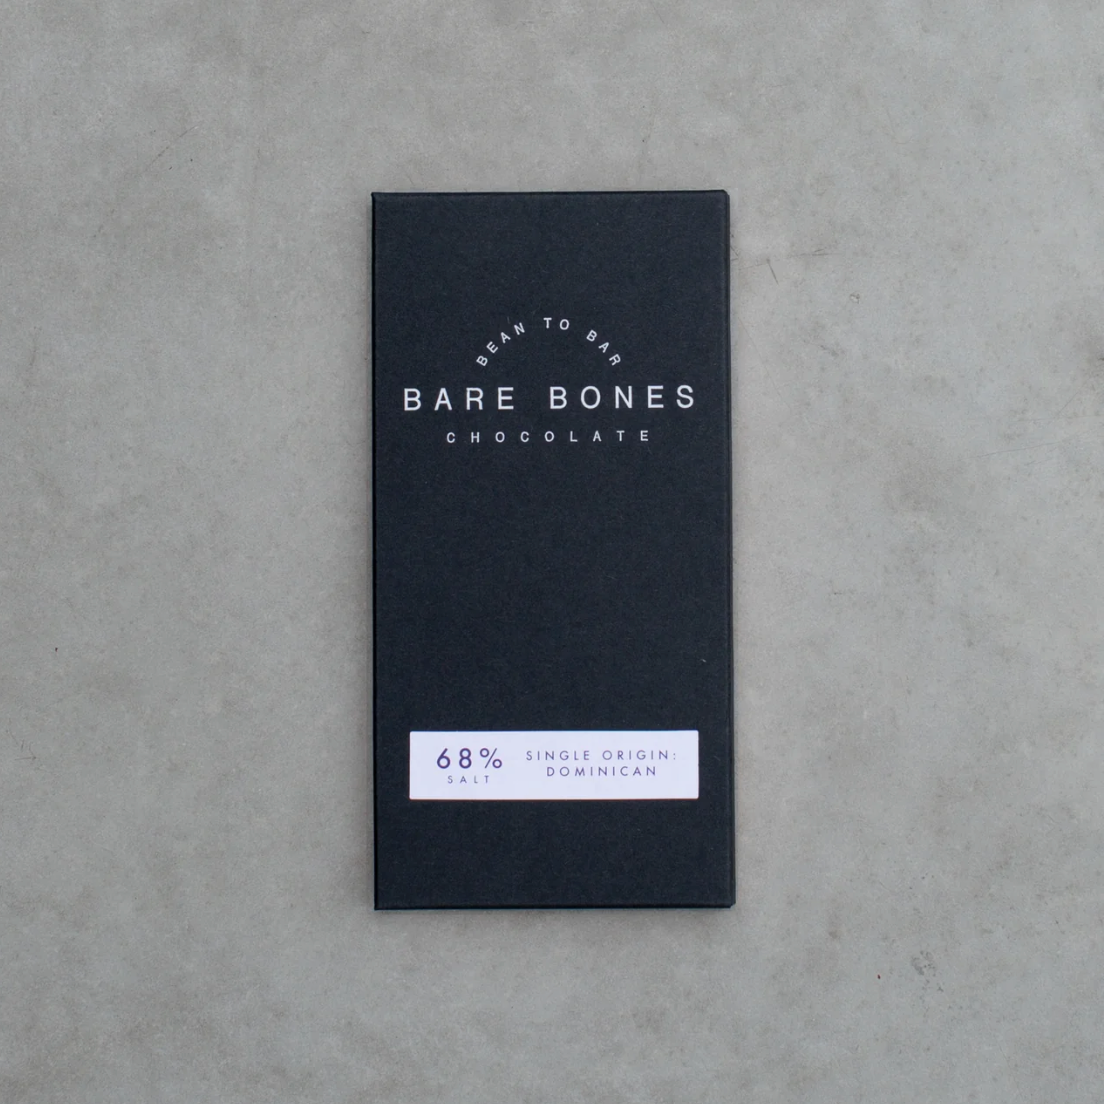 BEAN TO BAR
BARE BONES
CHOCOLATE
68%
SALT
SINGLE ORIGIN:
DOMINICAN